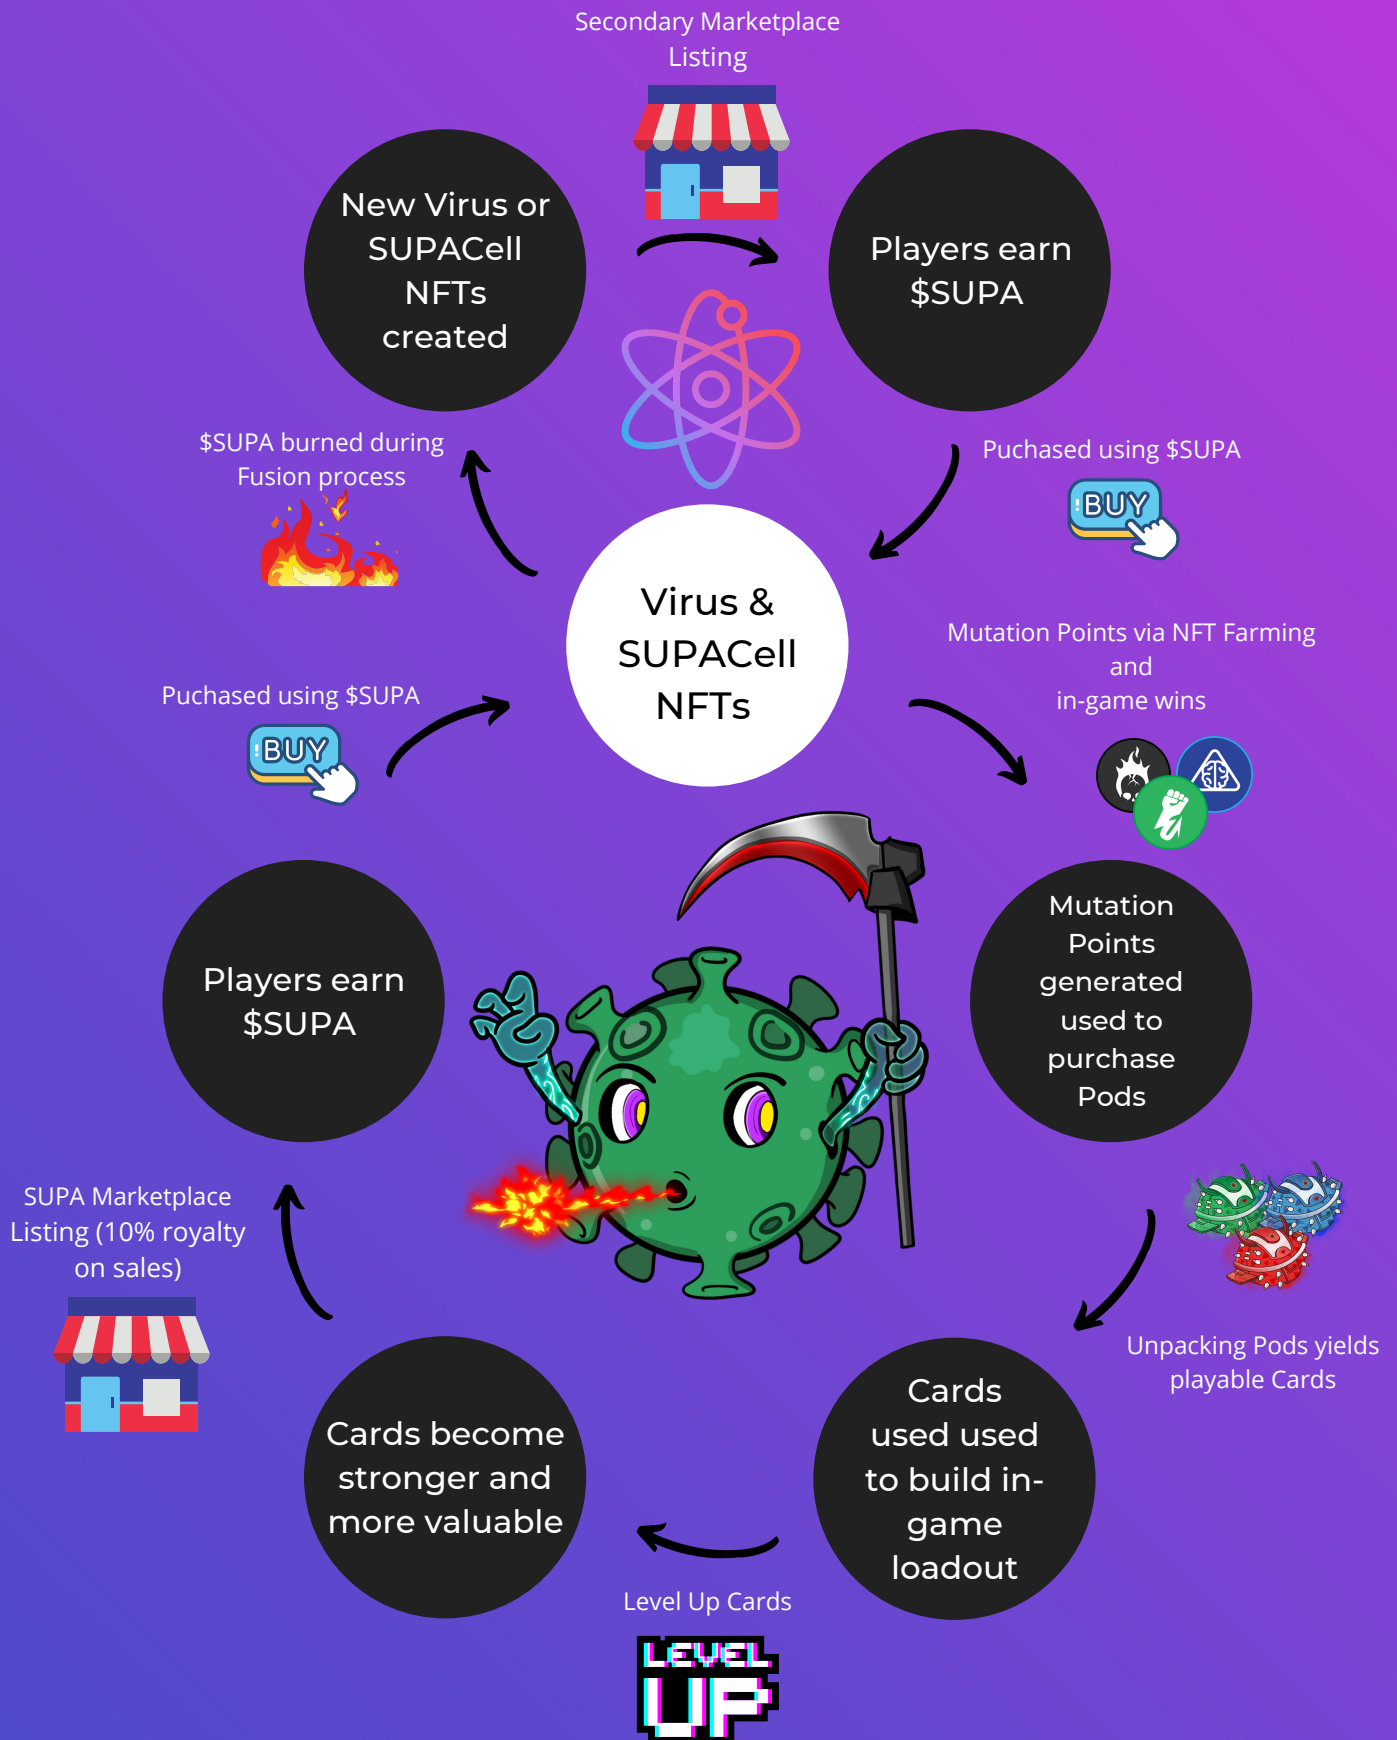 Secondary Marketplace
Listing
New Virus or
SUPACell
NFTs
created
Players earn
$SUPA
$SUPA burned during
Fusion process
Puchased using $SUPA
BUY
Virus &
SUPACell
NFTs
Mutation Points via NFT Farming
and
in-game wins
Puchased using $SUPA
BUY
Players earn
$SUPA
Mutation
Points
generated
used to
purchase
Pods
SUPA Marketplace
Listing (10% royalty
on sales)
Unpacking Pods yields
playable Cards
Cards become
stronger and
more valuable
Cards
used used
to build in-
game
loadout
Level Up Cards
LEVEL
UP